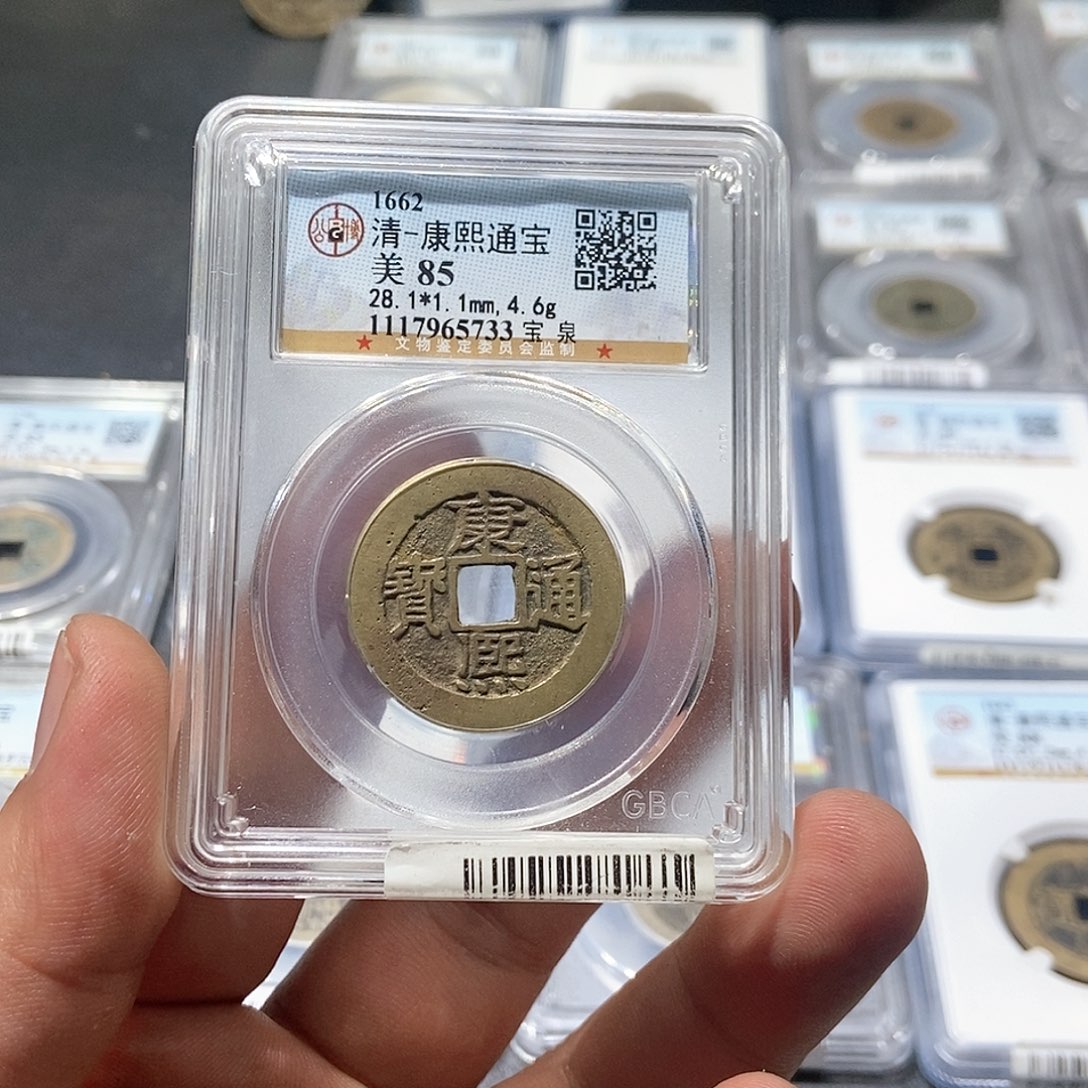 1662
清-康熙通宝
美 85
28.1*1.1mm, 4.6g
1117965733 宝 泉
★ 文物鉴定委员会监制 ★
康
寶 通
熙
GBCA